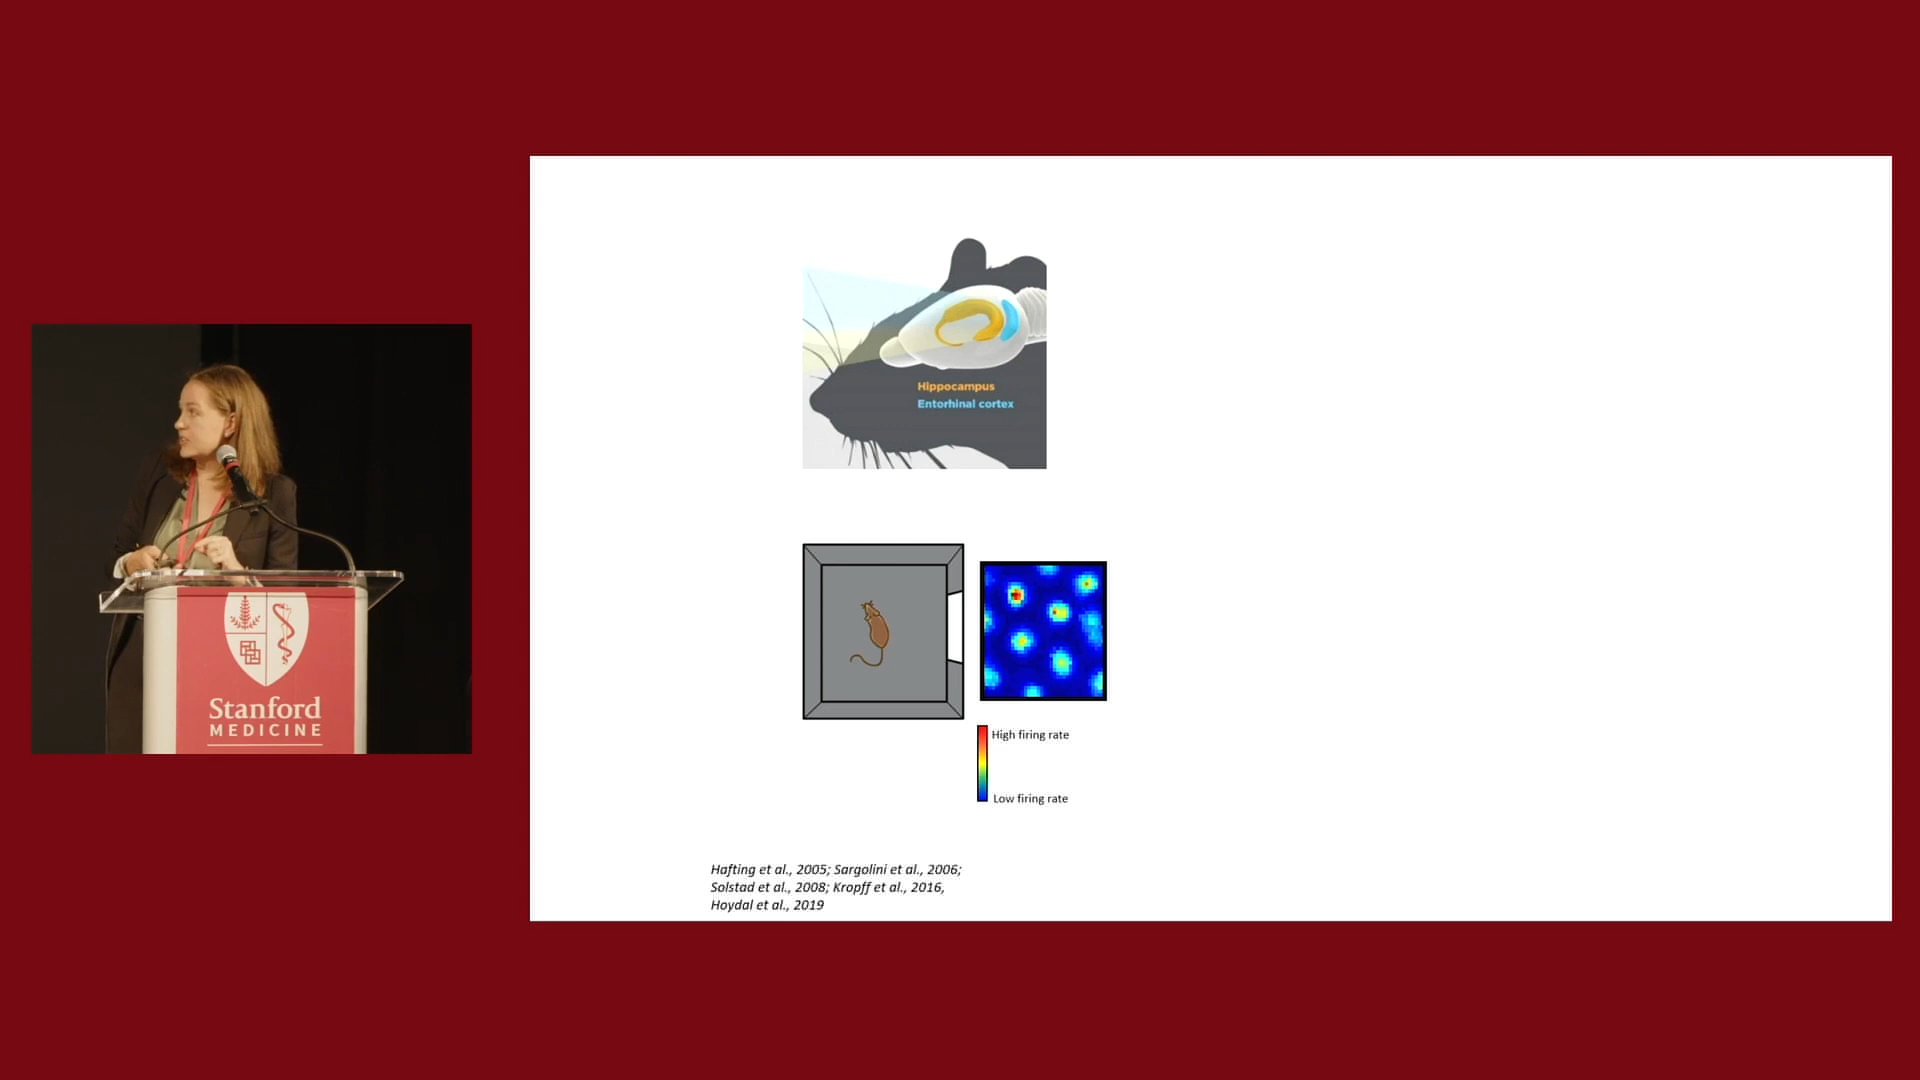 Stanford
MEDICINE
Hippocampus
Entorhinal cortex
High firing rate
Low firing rate
Hafting et al., 2005; Sargolini et al., 2006;
Solstad et al., 2008; Kropff et al., 2016,
Hoydal et al., 2019